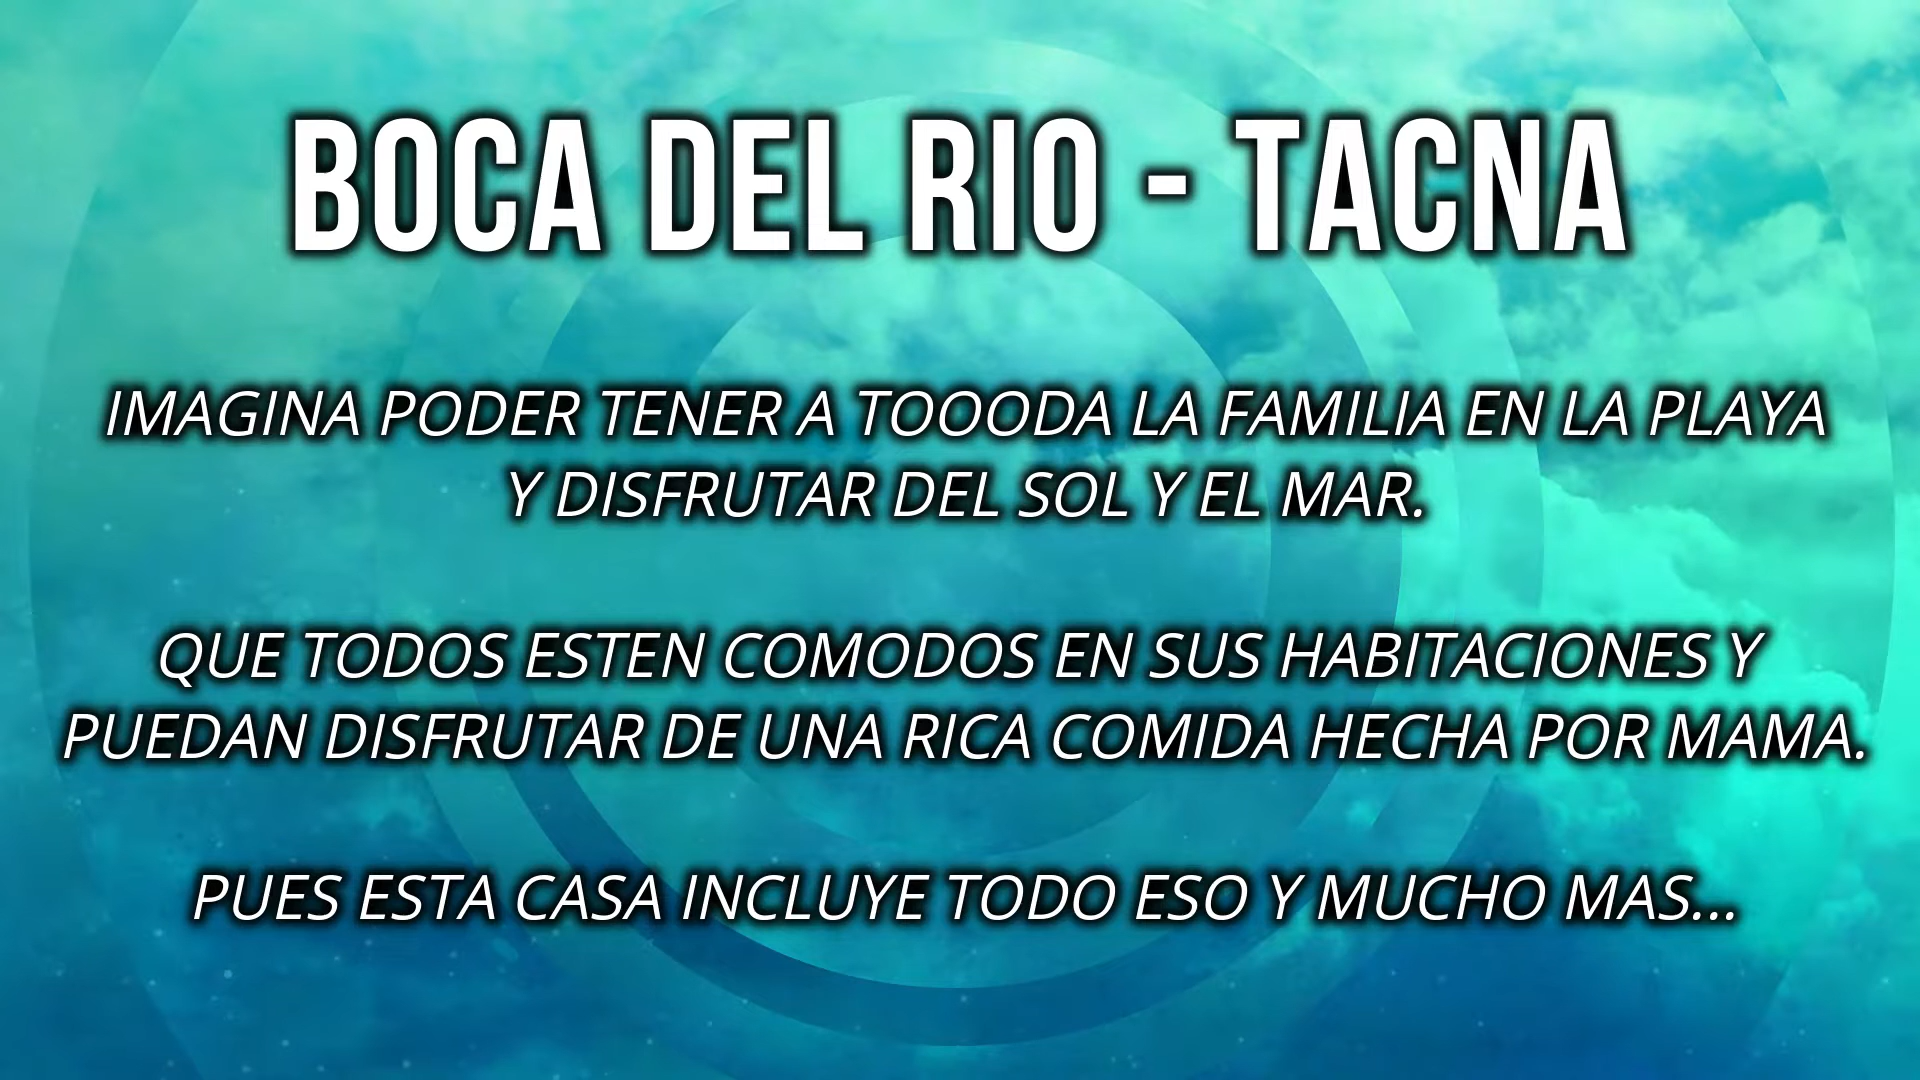 BOCA DEL RIO - TACNA
IMAGINA PODER TENER A TOOODA LA FAMILIA EN LA PLAYA
Y DISFRUTAR DEL SOL Y EL MAR.
QUE TODOS ESTEN COMODOS EN SUS HABITACIONES Y
PUEDAN DISFRUTAR DE UNA RICA COMIDA HECHA POR MAMA.
PUES ESTA CASA INCLUYE TODO ESO Y MUCHO MAS...